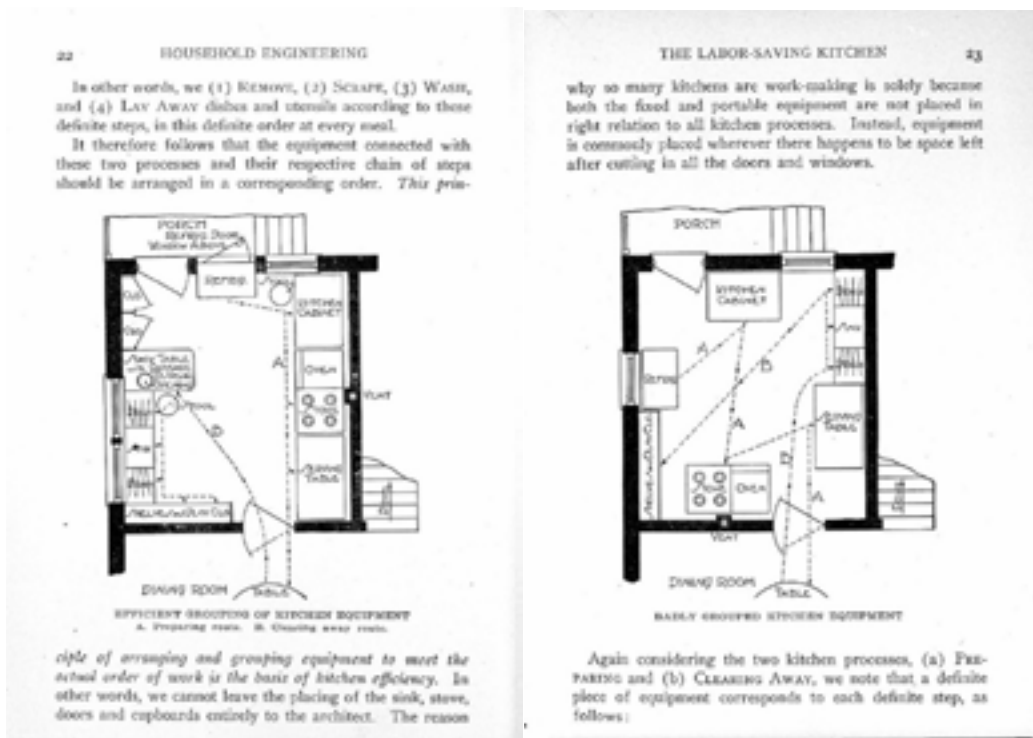 22 HOUSEHOLD ENGINEERING
In other words, we (1) REMOVE, (2) SCRAPE, (3) WASH,
and (4) LAY AWAY dishes and utensils according to these
definite steps, in this definite order at every meal.
It therefore follows that the equipment connected with
these two processes and their respective chain of steps
should be arranged in a corresponding order. This prin-
PORCH
REFRIG. DOOR
WINDOW ABOVE
REFRIG.
KITCHEN
CABINET
A
OVEN
VENT
STOOL
B
SERVING
TABLE
DINING ROOM
TABLE
EFFICIENT GROUPING OF KITCHEN EQUIPMENT
A. Preparing route. B. Clearing away route.
ciple of arranging and grouping equipment to meet the
actual order of work is the basis of kitchen efficiency. In
other words, we cannot leave the placing of the sink, stove,
doors and cupboards entirely to the architect. The reason
THE LABOR-SAVING KITCHEN 23
why so many kitchens are work-making is solely because
both the fixed and portable equipment are not placed in
right relation to all kitchen processes. Instead, equipment
is commonly placed wherever there happens to be space left
after cutting in all the doors and windows.
PORCH
KITCHEN
CABINET
A
B
REFRIG
A
SERVING
TABLE
STOVE
OVEN
B
A
VENT
DINING ROOM
TABLE
BADLY GROUPED KITCHEN EQUIPMENT
Again considering the two kitchen processes, (a) PRE-
PARING and (b) CLEARING AWAY, we note that a definite
piece of equipment corresponds to each definite step, as
follows: